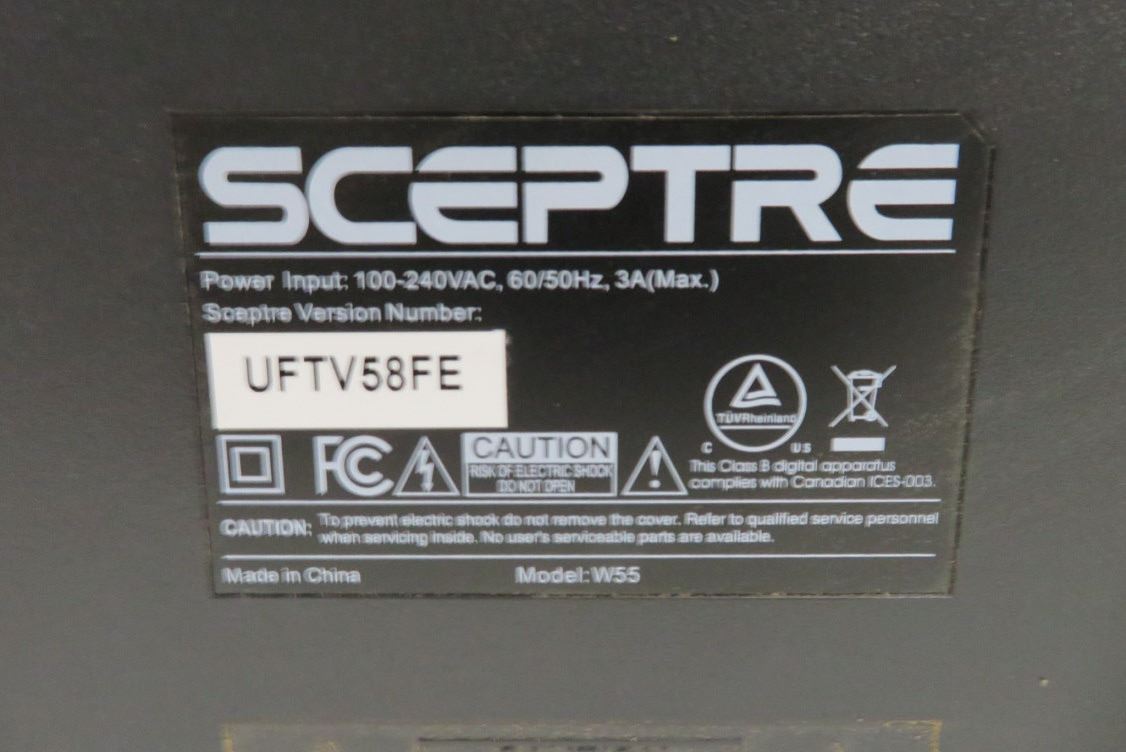 SCEPTRE
Power Input: 100-240VAC, 60/50Hz, 3A(Max.)
Sceptre Version Number:
UFTV58FE
TÜVRheinland
C US
FC
CAUTION
RISK OF ELECTRIC SHOCK
DO NOT OPEN
This Class B digital apparatus
complies with Canadian ICES-003.
CAUTION: To prevent electric shock do not remove the cover. Refer to qualified service personnel
when servicing inside. No user's serviceable parts are available.
Made in China Model:W55